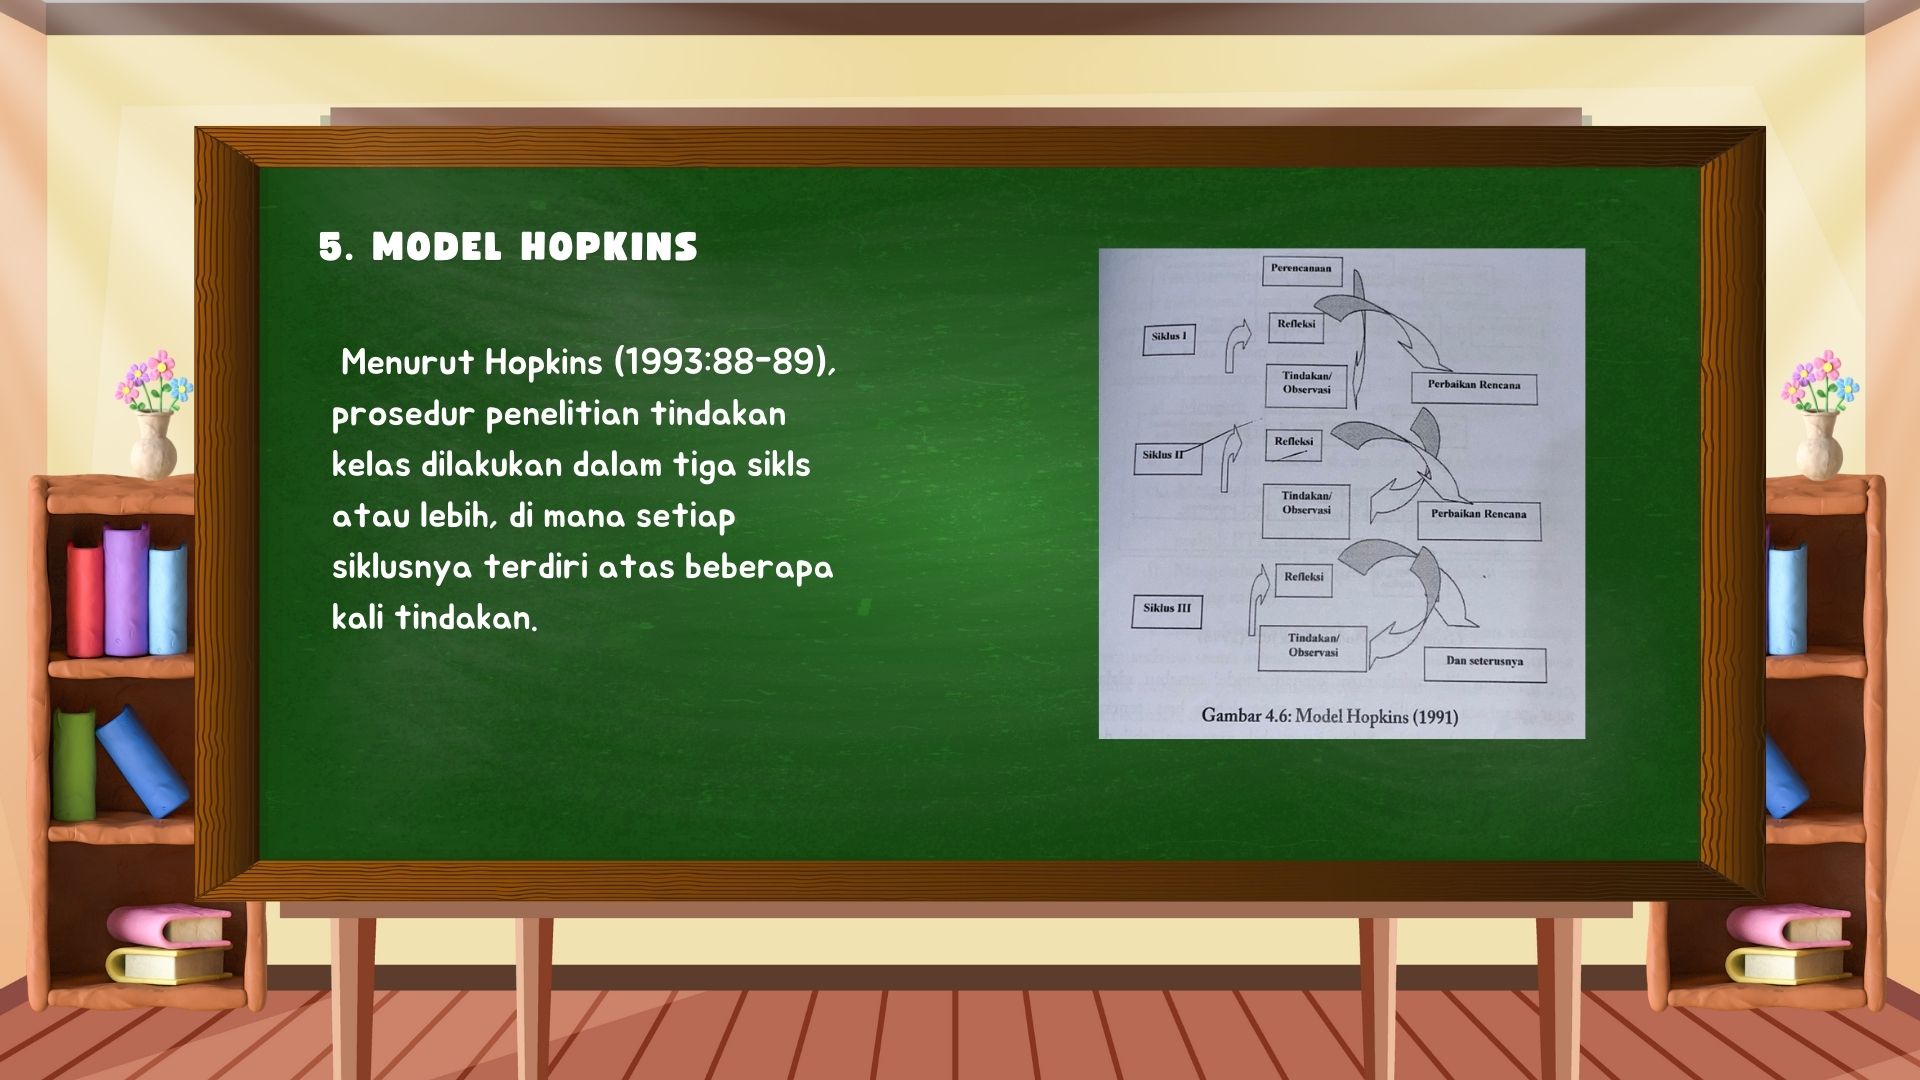 5. MODEL HOPKINS
Menurut Hopkins (1993:88-89),
prosedur penelitian tindakan
kelas dilakukan dalam tiga sikls
atau lebih, di mana setiap
siklusnya terdiri atas beberapa
kali tindakan.
Perencanaan
Siklus I
Refleksi
Tindakan/
Observasi
Perbaikan Rencana
Siklus II
Refleksi
Tindakan/
Observasi
Perbaikan Rencana
Siklus III
Refleksi
Tindakan/
Observasi
Dan seterusnya
Gambar 4.6: Model Hopkins (1991)